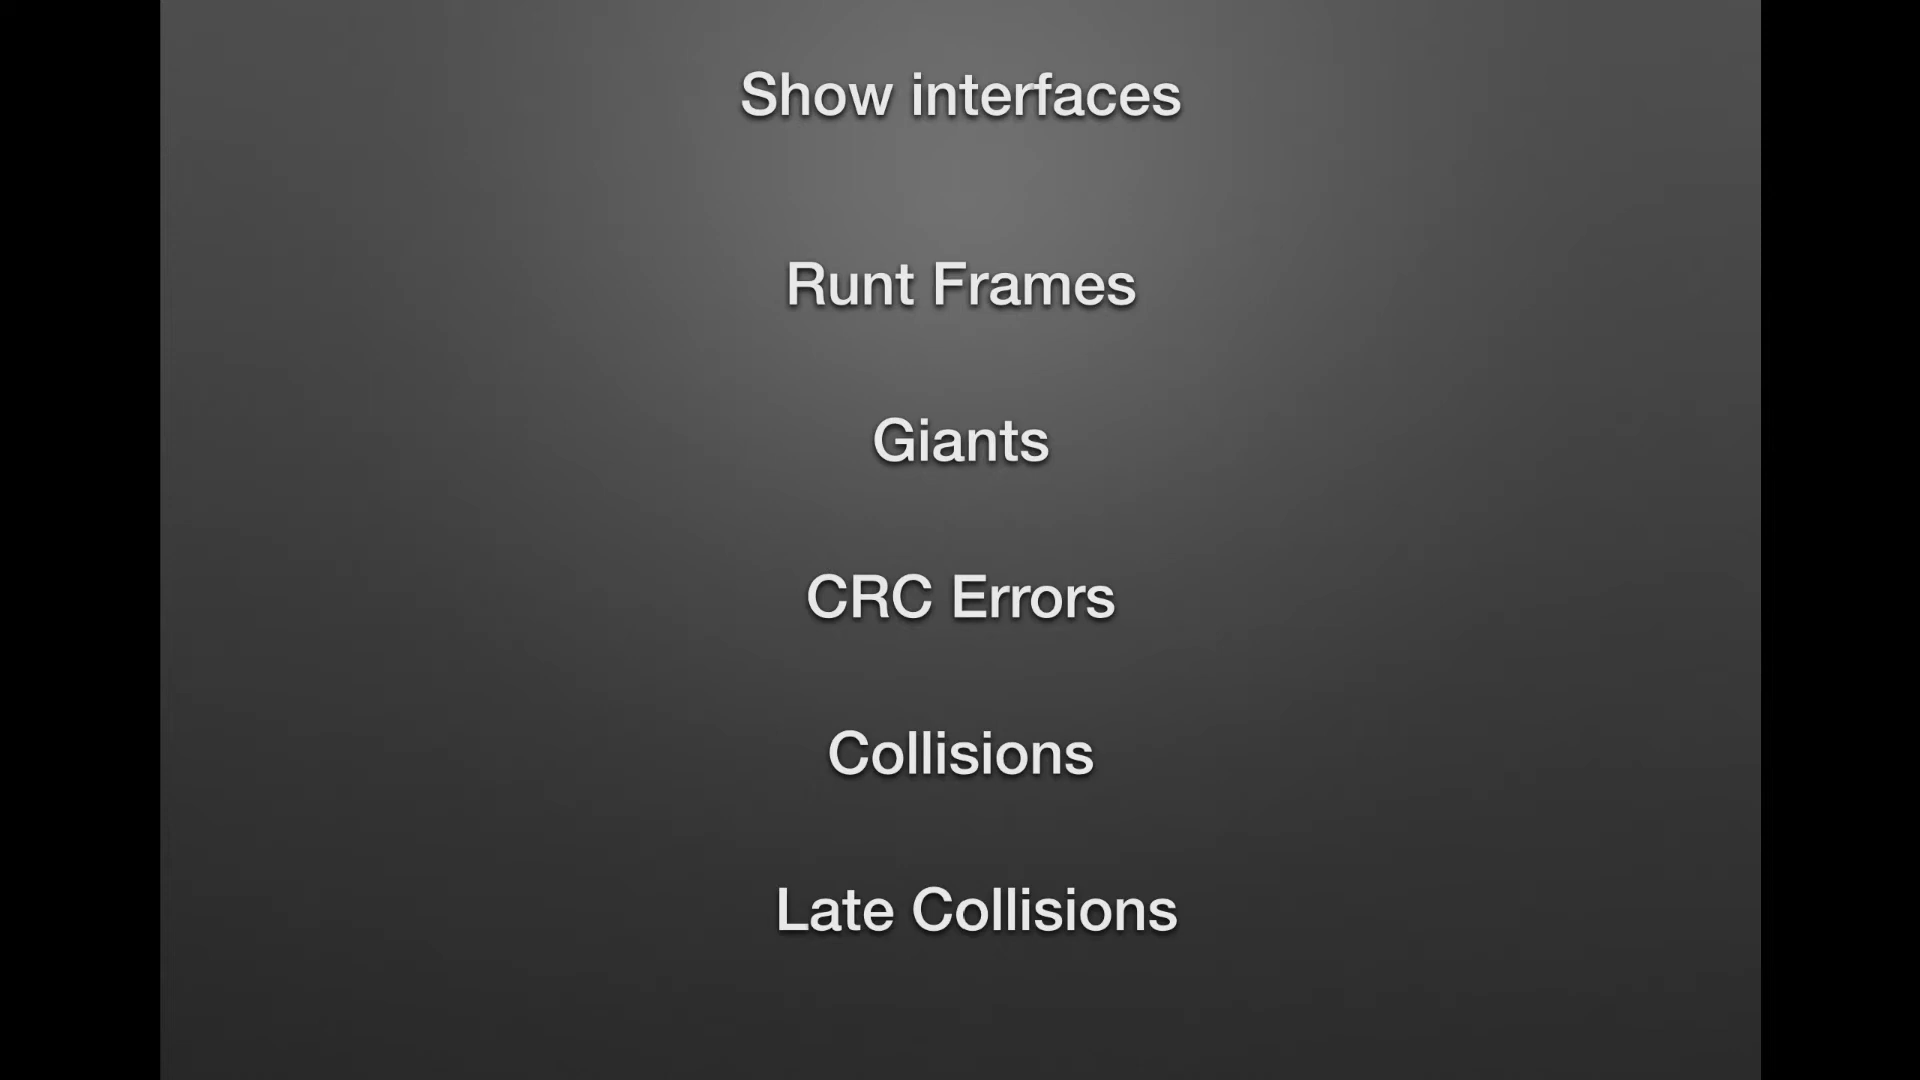 Show interfaces
Runt Frames
Giants
CRC Errors
Collisions
Late Collisions